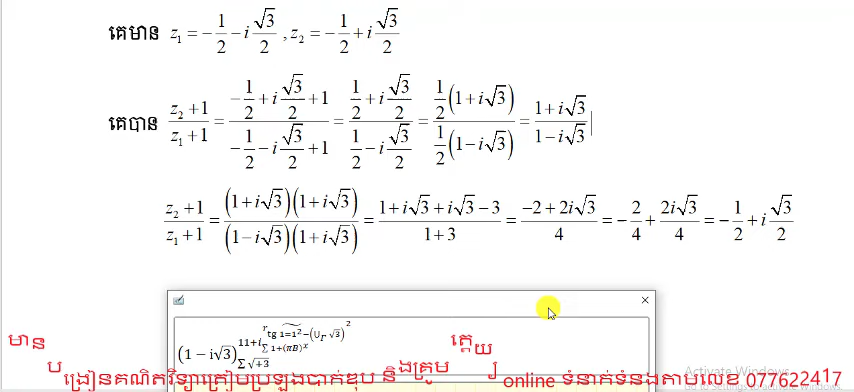 គេមាន z₁ = −1/2 − i√3/2 , z₂ = −1/2 + i√3/2
គេបាន (z₂+1)/(z₁+1) = (−1/2 + i√3/2 + 1)/(−1/2 − i√3/2 + 1) = (1/2 + i√3/2)/(1/2 − i√3/2) = (1/2(1+i√3))/(1/2(1−i√3)) = (1+i√3)/(1−i√3)
(z₂+1)/(z₁+1) = ((1+i√3)(1+i√3))/((1−i√3)(1+i√3)) = (1+i√3+i√3−3)/(1+3) = (−2+2i√3)/4 = −2/4 + 2i√3/4 = −1/2 + i√3/2
(1 − i√3)
មាន
ប
ង្រៀនគណិតវិទ្យាត្រៀមប្រឡងបាក់ឌុប និងគ្រូម online ទំនាក់ទំនងតាមលេខ 077622417
Activate Windows